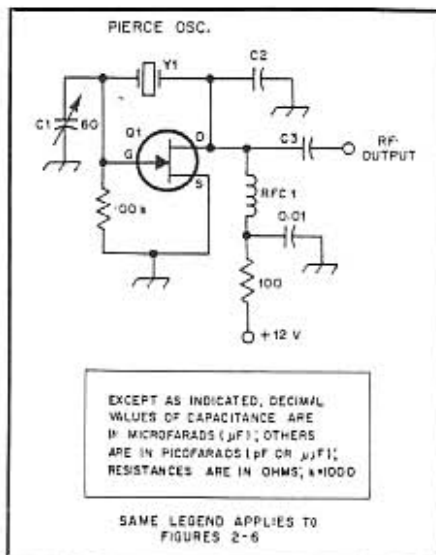 PIERCE OSC.
Y1
C2
C1
60
Q1
G
D
S
C3
RF
OUTPUT
RFC 1
0.01
100
+12 V
EXCEPT AS INDICATED, DECIMAL
VALUES OF CAPACITANCE ARE
IN MICROFARADS (µF); OTHERS
ARE IN PICOFARADS (pF OR µµF);
RESISTANCES ARE IN OHMS; k=1000
SAME LEGEND APPLIES TO
FIGURES 2-6